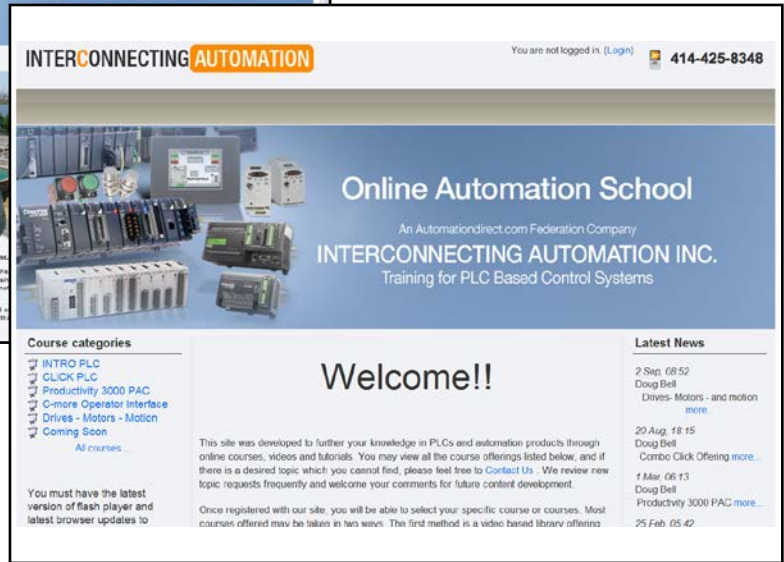 INTERCONNECTING AUTOMATION
You are not logged in. (Login)
414-425-8348
Online Automation School
An Automationdirect.com Federation Company
INTERCONNECTING AUTOMATION INC.
Training for PLC Based Control Systems
Course categories
INTRO PLC
CLICK PLC
Productivity 3000 PAC
C-more Operator Interface
Drives - Motors - Motion
Coming Soon
All courses ...
You must have the latest
version of flash player and
latest browser updates to
Welcome!!
This site was developed to further your knowledge in PLCs and automation products through
online courses, videos and tutorials. You may view all the course offerings listed below, and if
there is a desired topic which you cannot find, please feel free to Contact Us . We review new
topic requests frequently and welcome your comments for future content development.
Once registered with our site, you will be able to select your specific course or courses. Most
courses offered may be taken in two ways. The first method is a video based library offering
Latest News
2 Sep, 08:52
Doug Bell
Drives- Motors - and motion
more...
20 Aug, 18:15
Doug Bell
Combo Click Offering more...
1 Mar, 06:13
Doug Bell
Productivity 3000 PAC more...
25 Feb, 05:42